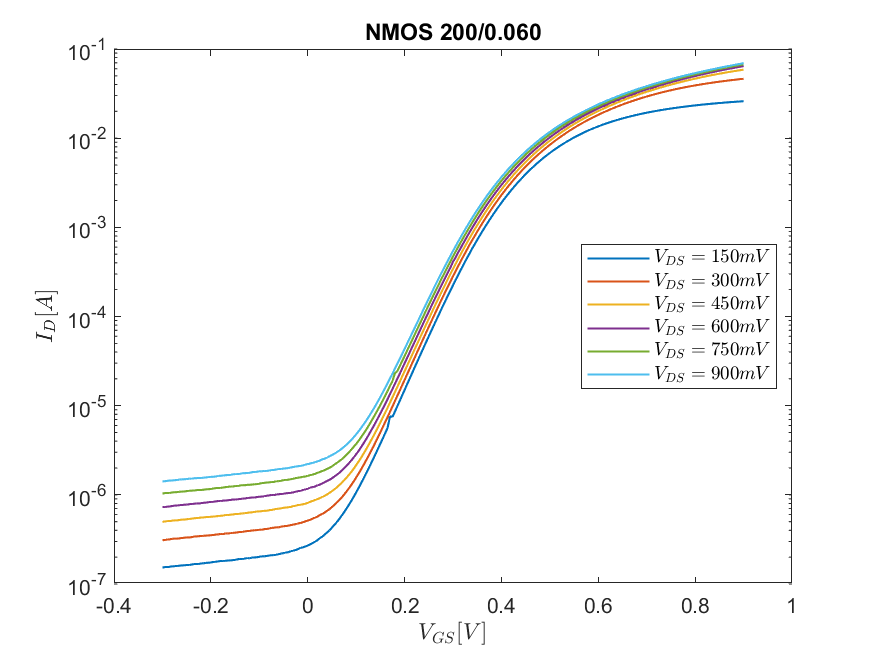 NMOS 200/0.060
10^-1
10^-2
10^-3
10^-4
10^-5
10^-6
10^-7
I_D[A]
V_DS = 150mV
V_DS = 300mV
V_DS = 450mV
V_DS = 600mV
V_DS = 750mV
V_DS = 900mV
-0.4 -0.2 0 0.2 0.4 0.6 0.8 1
V_GS[V]